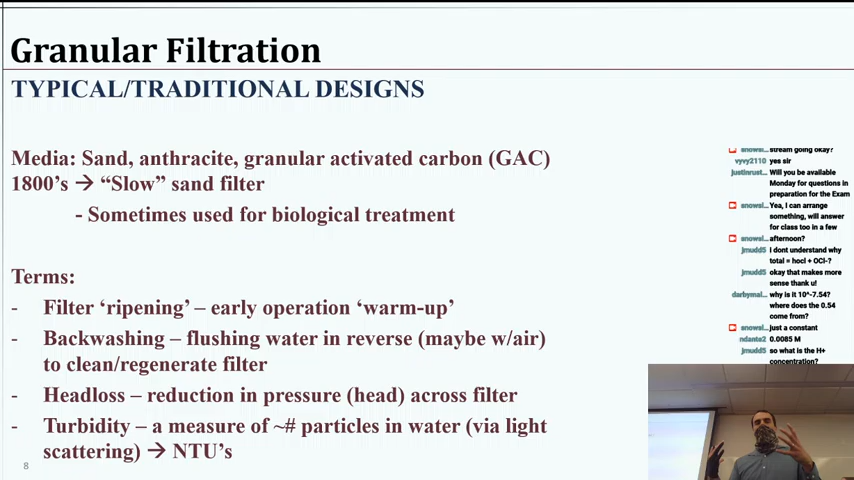 Granular Filtration
TYPICAL/TRADITIONAL DESIGNS
Media: Sand, anthracite, granular activated carbon (GAC)
1800’s → “Slow” sand filter
- Sometimes used for biological treatment
Terms:
- Filter ‘ripening’ – early operation ‘warm-up’
- Backwashing – flushing water in reverse (maybe w/air)
to clean/regenerate filter
- Headloss – reduction in pressure (head) across filter
- Turbidity – a measure of ~# particles in water (via light
scattering) → NTU’s
8
snowsl... stream going okay?
vyvy2110 yes sir
justinrust... Will you be available
Monday for questions in
preparation for the Exam
snowsl... Yea, I can arrange
something, will answer
for class too in a few
snowsl... afternoon?
jmudd5 I dont understand why
total = hocl + OCl-?
jmudd5 okay that makes more
sense thank u!
darbymal... why is it 10^-7.54?
where does the 0.54
come from?
snowsl... just a constant
ndante2 0.0085 M
jmudd5 so what is the H+
concentration?